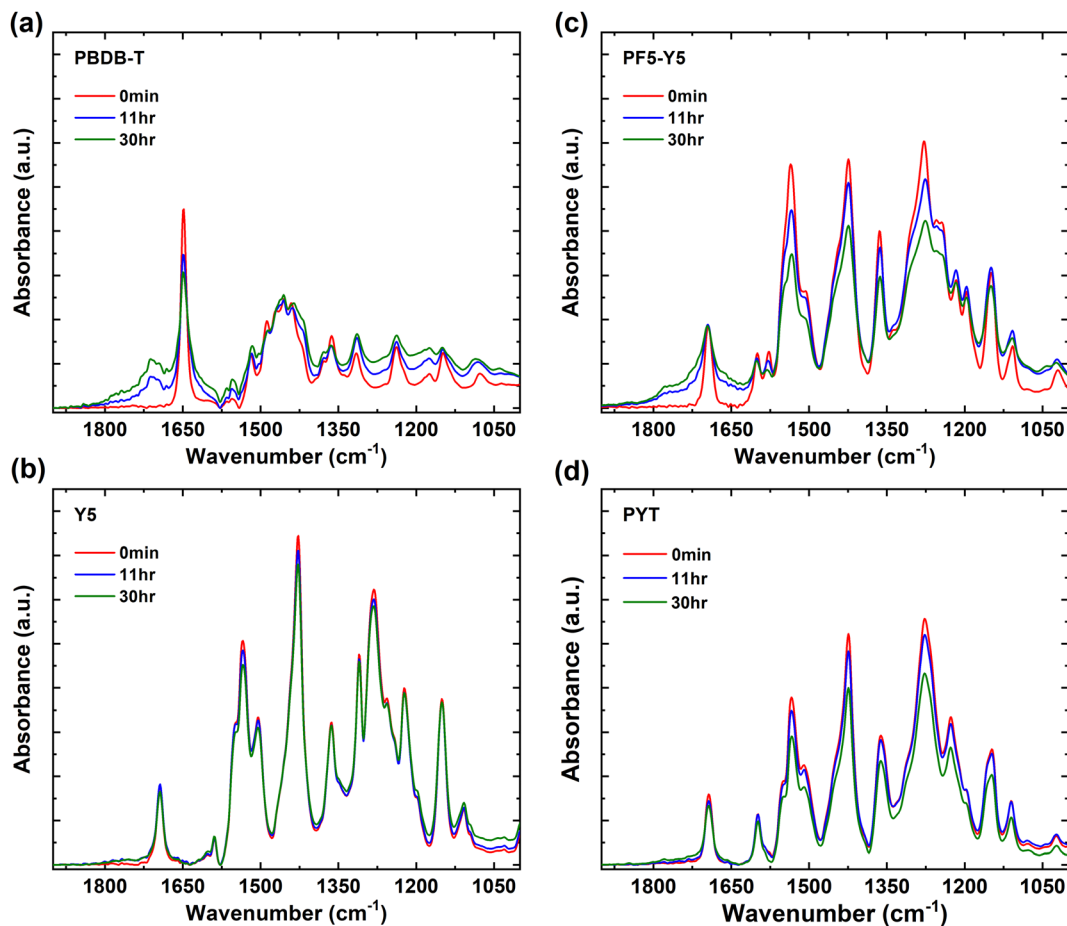 (a)
PBDB-T
0min
11hr
30hr
Absorbance (a.u.)
1800 1650 1500 1350 1200 1050
Wavenumber (cm⁻¹)
(c)
PF5-Y5
0min
11hr
30hr
Absorbance (a.u.)
1800 1650 1500 1350 1200 1050
Wavenumber (cm⁻¹)
(b)
Y5
0min
11hr
30hr
Absorbance (a.u.)
1800 1650 1500 1350 1200 1050
Wavenumber (cm⁻¹)
(d)
PYT
0min
11hr
30hr
Absorbance (a.u.)
1800 1650 1500 1350 1200 1050
Wavenumber (cm⁻¹)